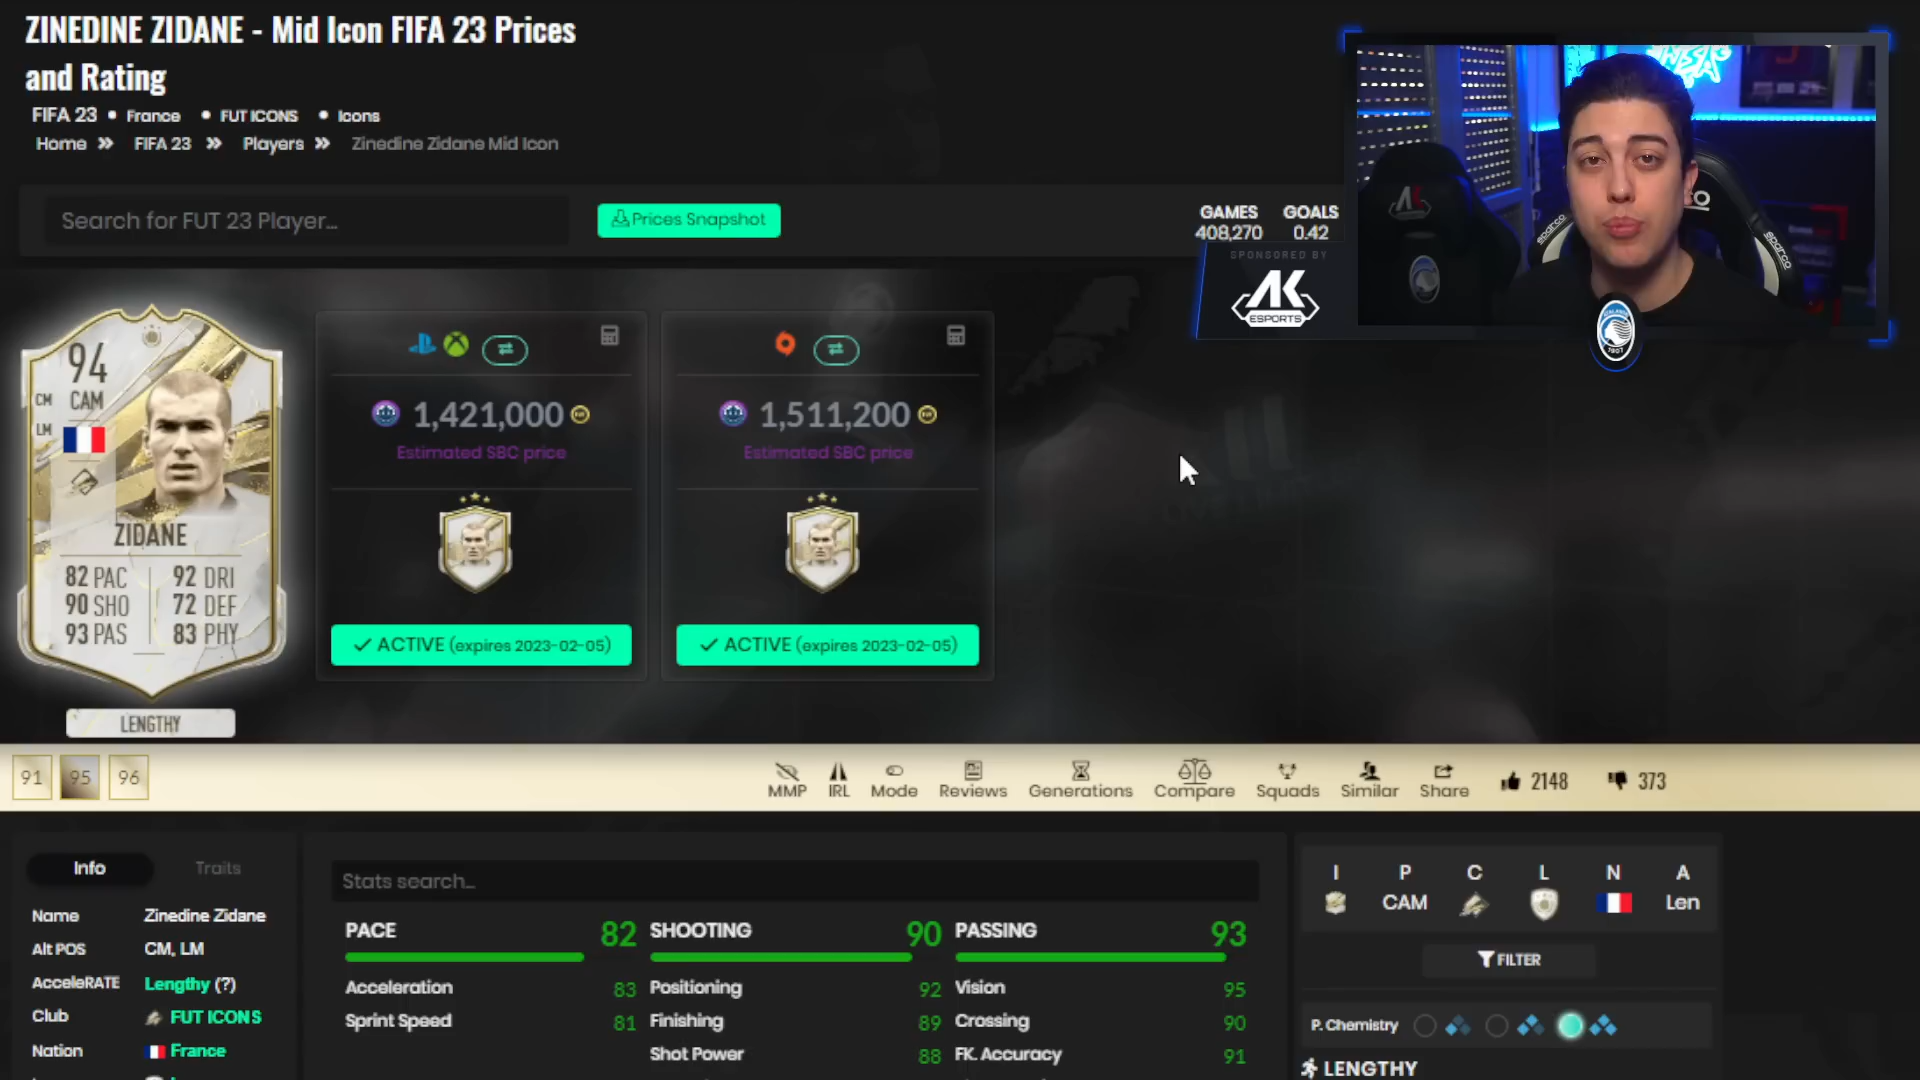 ZINEDINE ZIDANE - Mid Icon FIFA 23 Prices
and Rating
FIFA 23 • France • FUT ICONS • Icons
Home » FIFA 23 » Players » Zinedine Zidane Mid Icon
Search for FUT 23 Player...
Prices Snapshot
GAMES GOALS
408,270 0.42
SPONSORED BY
AK
ESPORTS
sparco
sparco
ATALANTA
1907
94
CAM
CM
LM
ZIDANE
82 PAC 92 DRI
90 SHO 72 DEF
93 PAS 83 PHY
LENGTHY
1,421,000
Estimated SBC price
ACTIVE (expires 2023-02-05)
1,511,200
Estimated SBC price
ACTIVE (expires 2023-02-05)
91 95 96
MMP IRL Mode Reviews Generations Compare Squads Similar Share 2148 373
Info Traits
Name Zinedine Zidane
Alt POS CM, LM
AcceleRATE Lengthy (?)
Club FUT ICONS
Nation France
Stats search...
PACE 82
Acceleration 83
Sprint Speed 81
SHOOTING 90
Positioning 92
Finishing 89
Shot Power 88
PASSING 93
Vision 95
Crossing 90
FK. Accuracy 91
I P C L N A
CAM Len
FILTER
P. Chemistry
LENGTHY